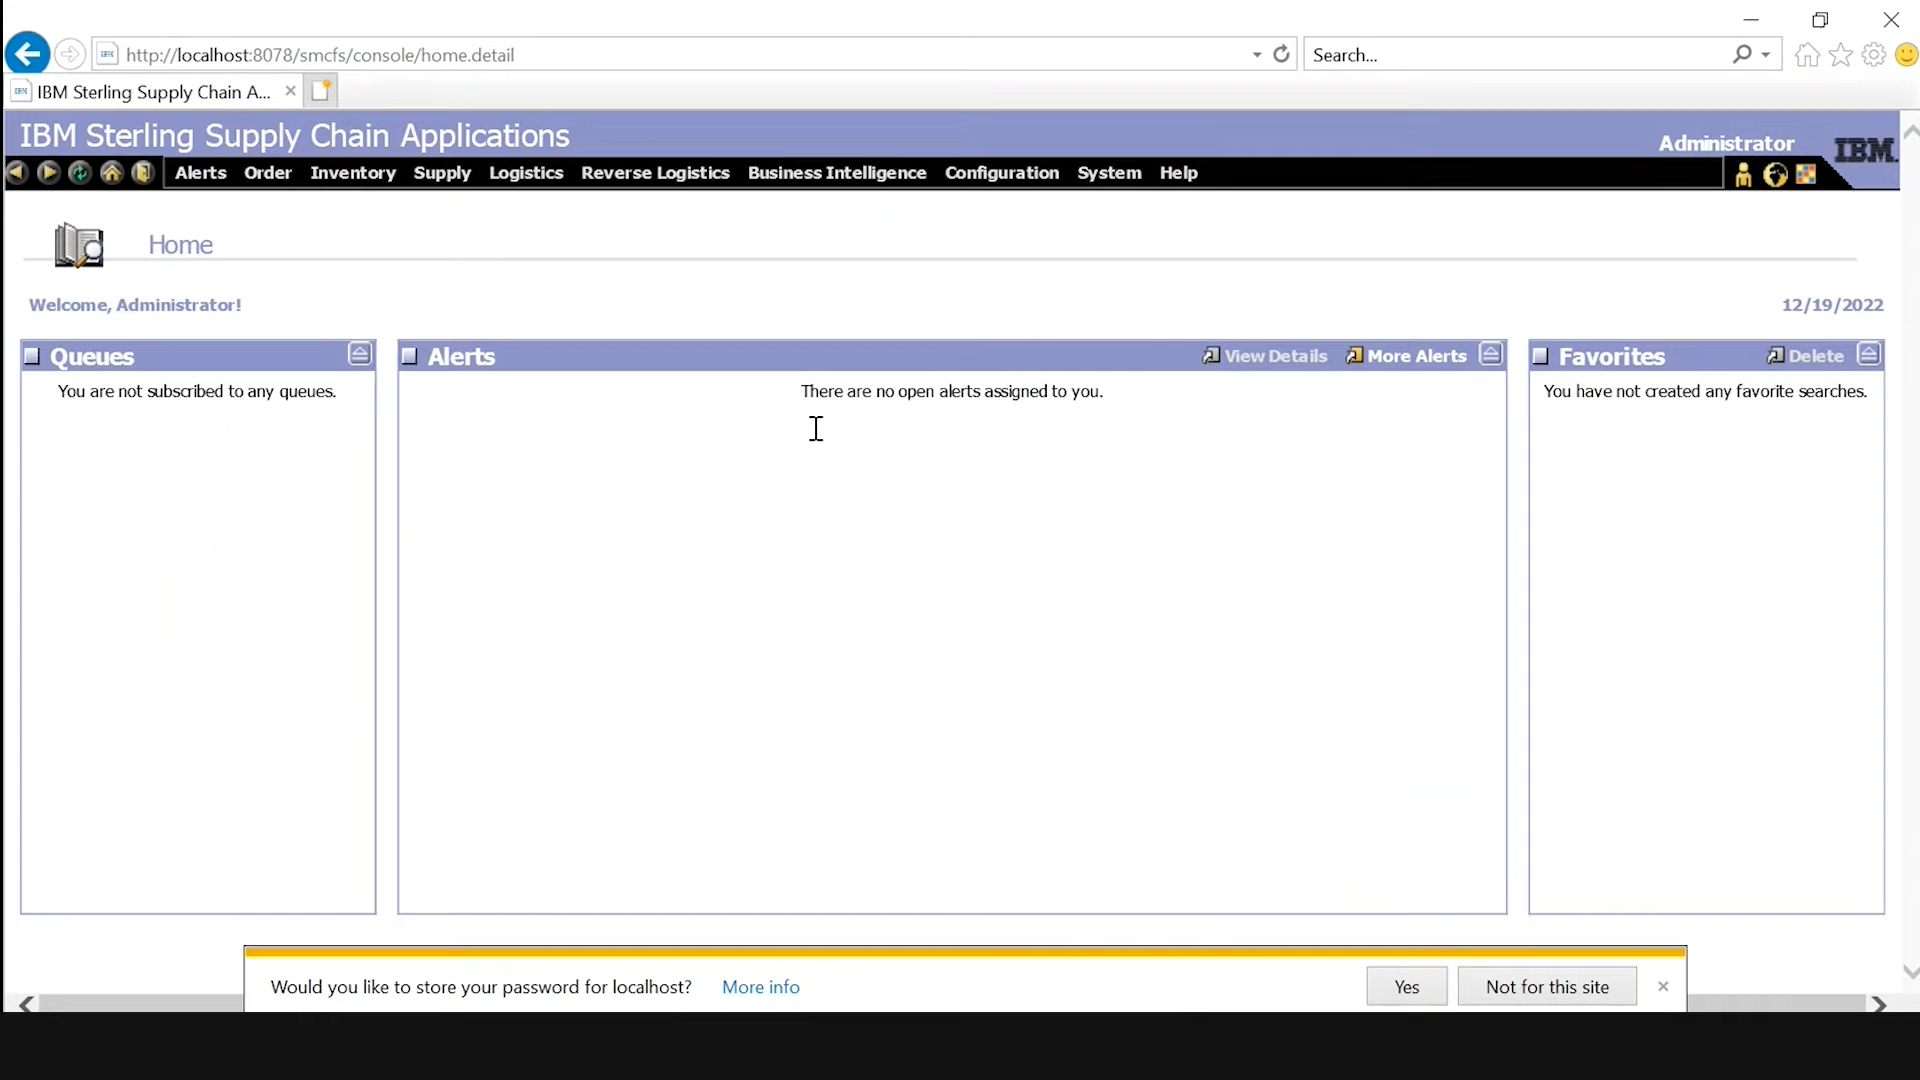 http://localhost:8078/smcfs/console/home.detail
Search...
IBM Sterling Supply Chain A...
IBM Sterling Supply Chain Applications
Administrator
IBM.
Alerts Order Inventory Supply Logistics Reverse Logistics Business Intelligence Configuration System Help
Home
Welcome, Administrator!
12/19/2022
Queues
You are not subscribed to any queues.
Alerts
View Details
More Alerts
There are no open alerts assigned to you.
Favorites
Delete
You have not created any favorite searches.
Would you like to store your password for localhost? More info
Yes
Not for this site